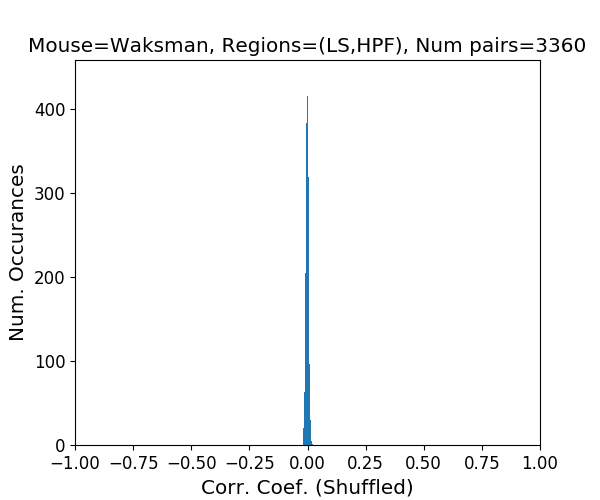 Mouse=Waksman, Regions=(LS,HPF), Num pairs=3360
400
300
200
100
0
Num. Occurances
−1.00 −0.75 −0.50 −0.25 0.00 0.25 0.50 0.75 1.00
Corr. Coef. (Shuffled)